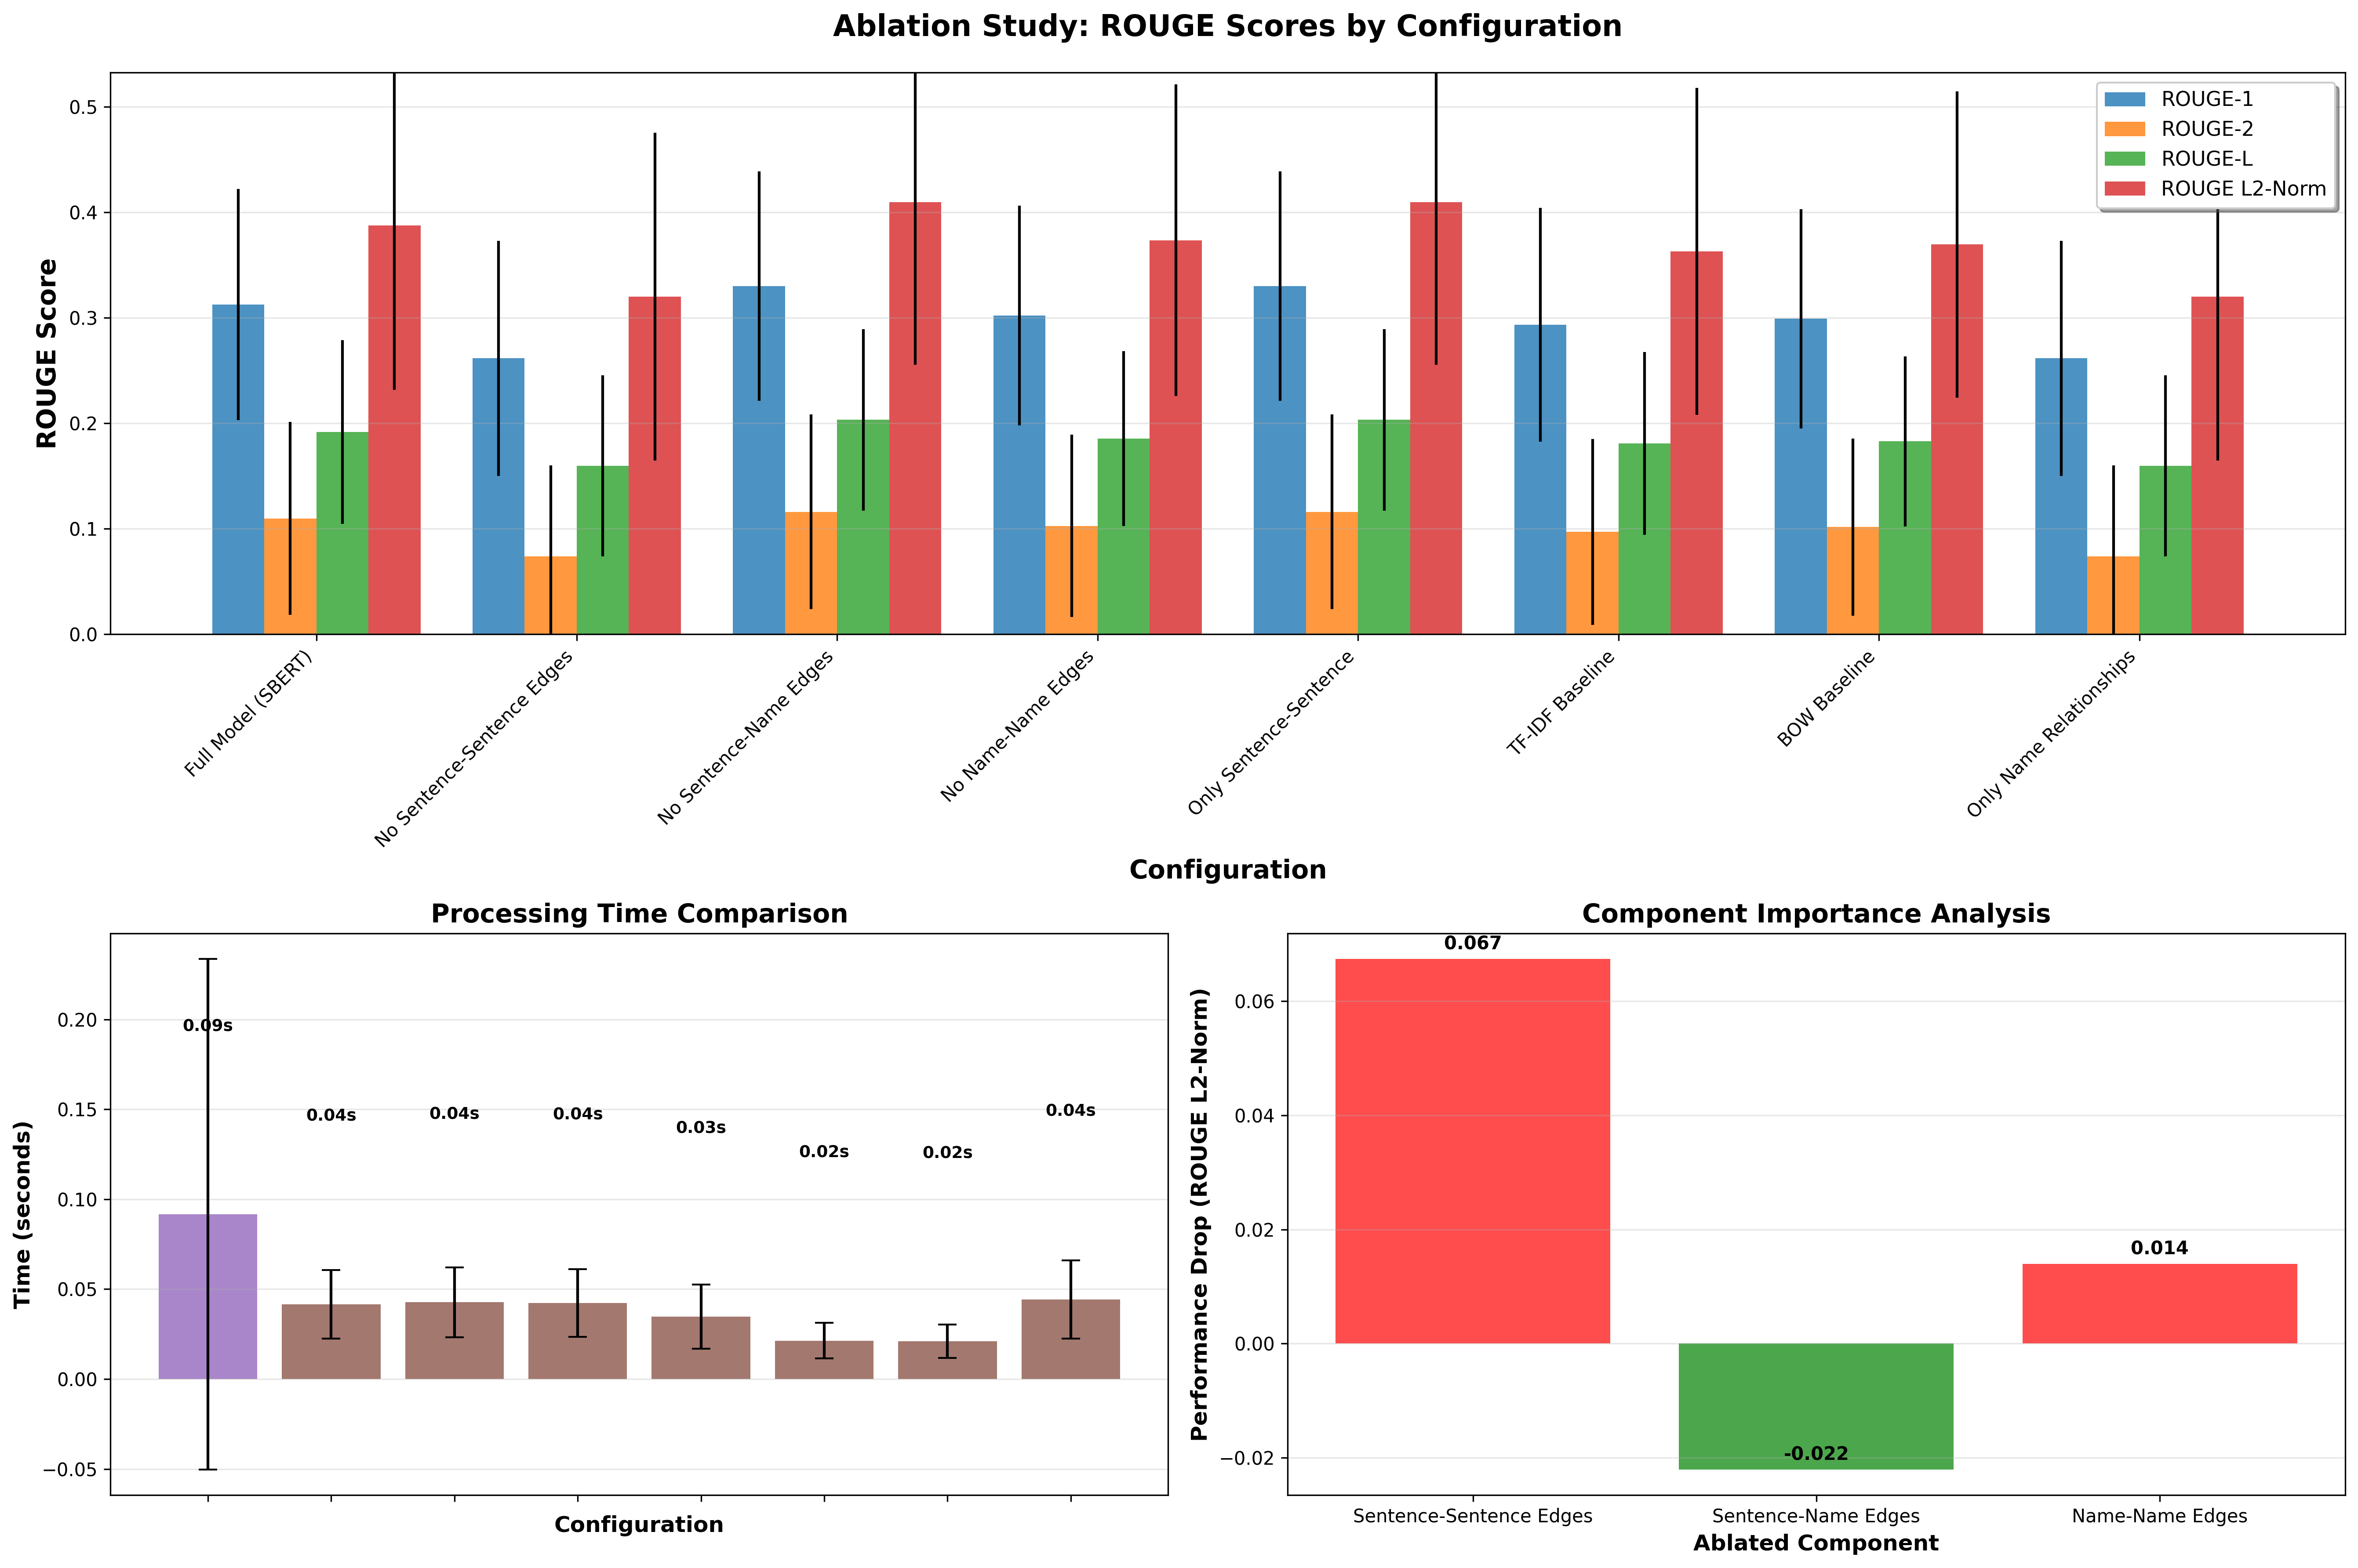 Ablation Study: ROUGE Scores by Configuration
ROUGE Score
0.5
0.4
0.3
0.2
0.1
0.0
ROUGE-1
ROUGE-2
ROUGE-L
ROUGE L2-Norm
Full Model (SBERT)
No Sentence-Sentence Edges
No Sentence-Name Edges
No Name-Name Edges
Only Sentence-Sentence
TF-IDF Baseline
BOW Baseline
Only Name Relationships
Configuration
Processing Time Comparison
Time (seconds)
0.20
0.15
0.10
0.05
0.00
−0.05
0.09s
0.04s
0.04s
0.04s
0.03s
0.02s
0.02s
0.04s
Configuration
Component Importance Analysis
Performance Drop (ROUGE L2-Norm)
0.06
0.04
0.02
0.00
−0.02
0.067
-0.022
0.014
Sentence-Sentence Edges
Sentence-Name Edges
Name-Name Edges
Ablated Component